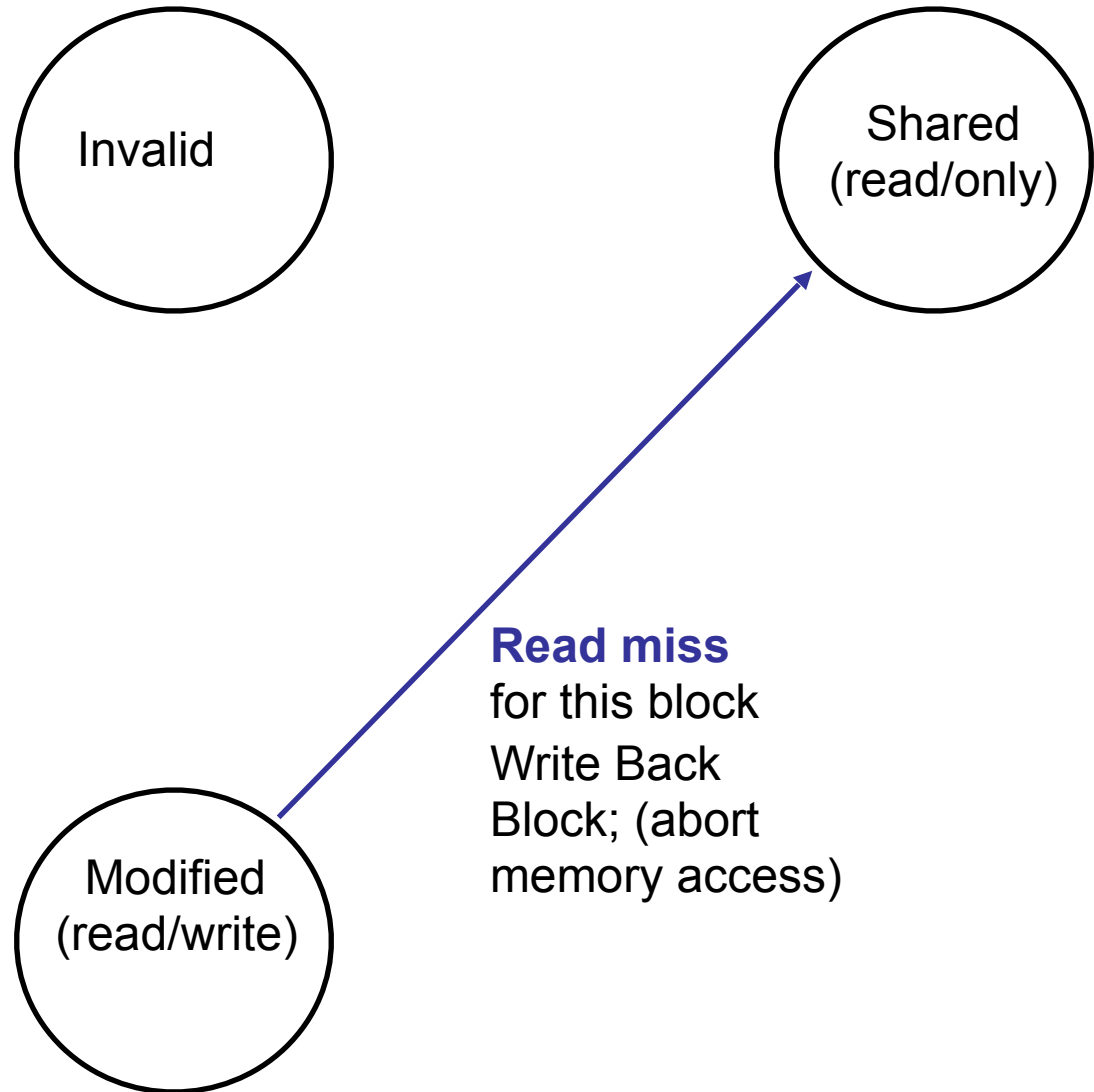 Invalid
Shared
(read/only)
Read miss
for this block
Write Back
Block; (abort
memory access)
Modified
(read/write)